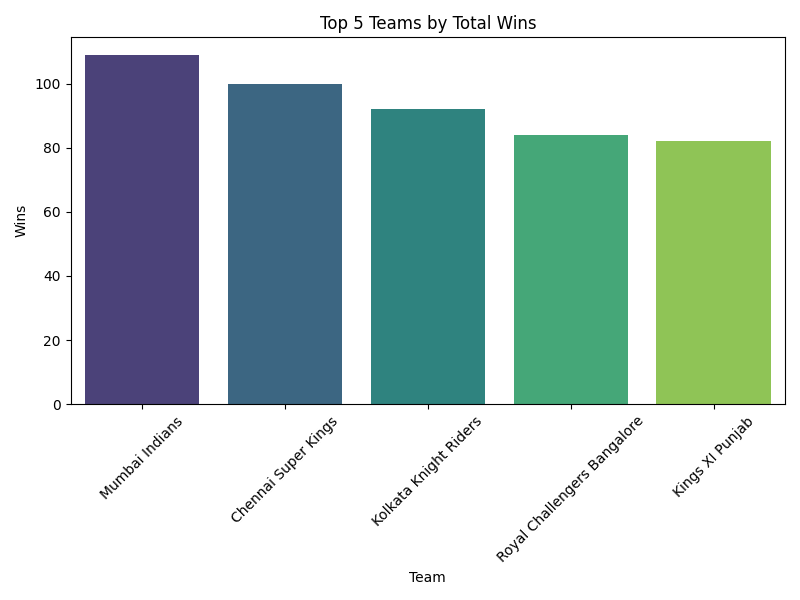 Top 5 Teams by Total Wins
Wins
100
80
60
40
20
0
Mumbai Indians
Chennai Super Kings
Kolkata Knight Riders
Royal Challengers Bangalore
Kings XI Punjab
Team